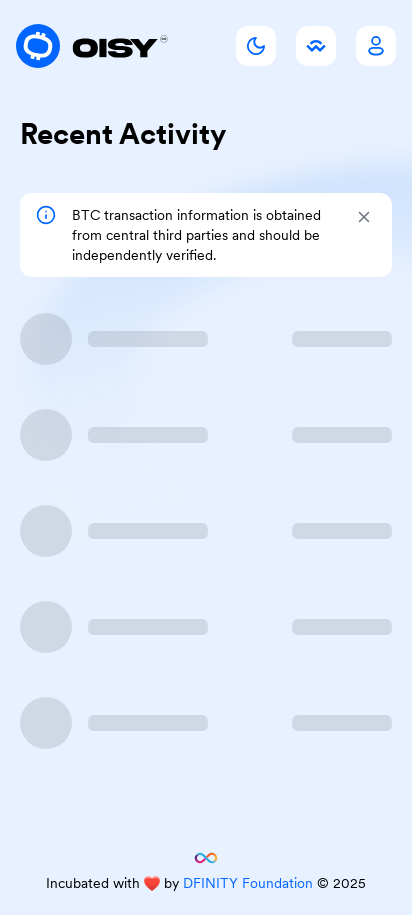 OISY
Recent Activity
BTC transaction information is obtained
from central third parties and should be
independently verified.
Incubated with ❤️ by DFINITY Foundation © 2025